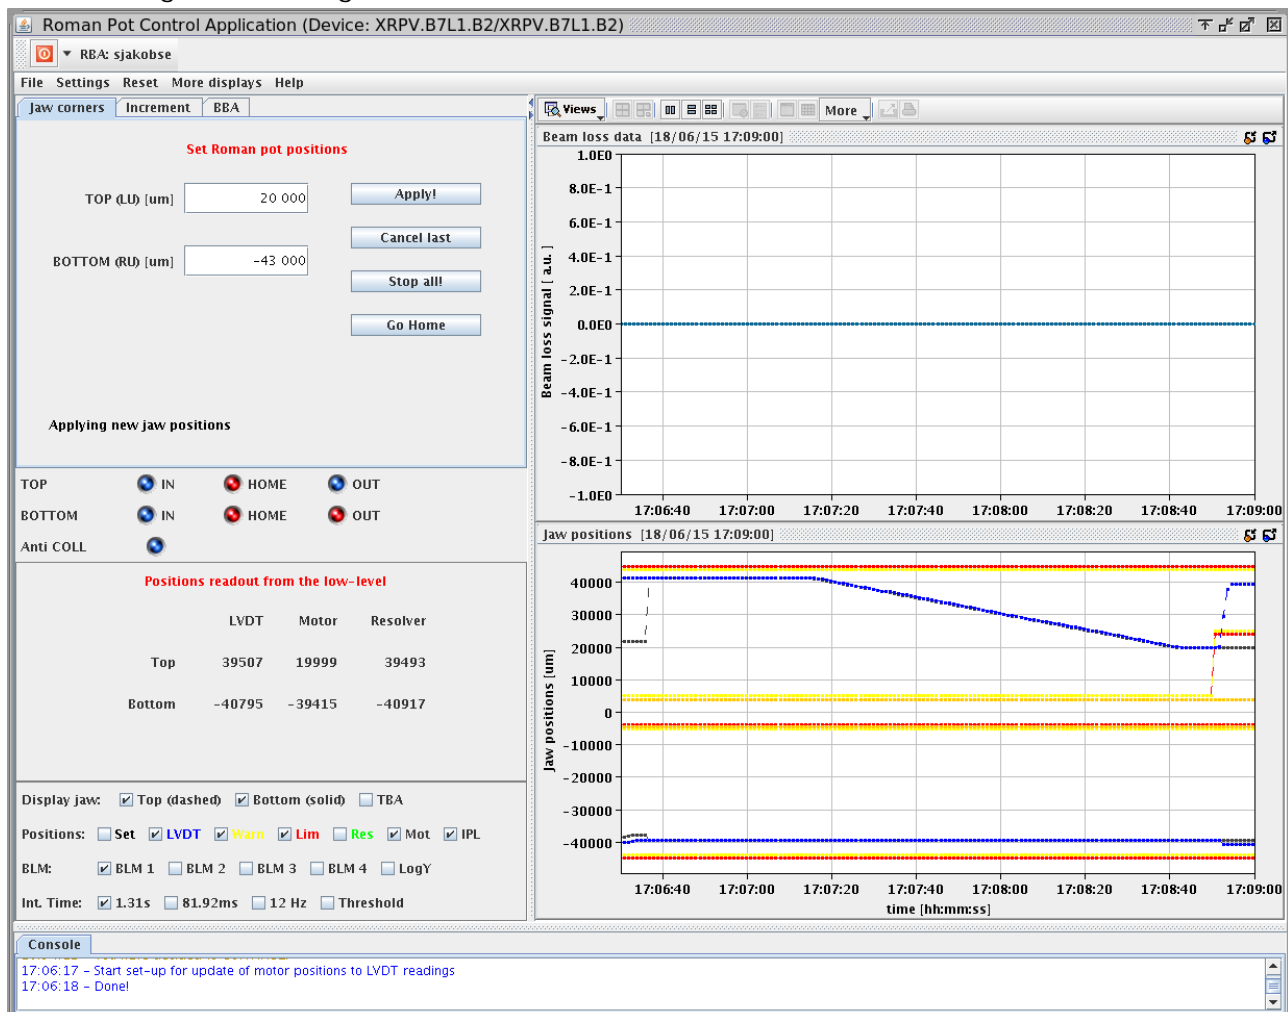 Roman Pot Control Application (Device: XRPV.B7L1.B2/XRPV.B7L1.B2)
RBA: sjakobse
File Settings Reset More displays Help
Jaw corners Increment BBA
Set Roman pot positions
TOP (LU) [um] 20 000 Apply!
Cancel last
BOTTOM (RU) [um] -43 000
Stop all!
Go Home
Applying new jaw positions
TOP IN HOME OUT
BOTTOM IN HOME OUT
Anti COLL
Positions readout from the low-level
LVDT Motor Resolver
Top 39507 19999 39493
Bottom -40795 -39415 -40917
Display jaw: Top (dashed) Bottom (solid) TBA
Positions: Set LVDT Warn Lim Res Mot IPL
BLM: BLM 1 BLM 2 BLM 3 BLM 4 LogY
Int. Time: 1.31s 81.92ms 12 Hz Threshold
Views More
Beam loss data [18/06/15 17:09:00]
1.0E0
8.0E-1
6.0E-1
4.0E-1
2.0E-1
0.0E0
-2.0E-1
-4.0E-1
-6.0E-1
-8.0E-1
-1.0E0
Beam loss signal [ a.u. ]
17:06:40 17:07:00 17:07:20 17:07:40 17:08:00 17:08:20 17:08:40 17:09:00
Jaw positions [18/06/15 17:09:00]
40000
30000
20000
10000
0
-10000
-20000
-30000
-40000
Jaw positions [um]
17:06:40 17:07:00 17:07:20 17:07:40 17:08:00 17:08:20 17:08:40 17:09:00
time [hh:mm:ss]
Console
17:06:17 - Start set-up for update of motor positions to LVDT readings
17:06:18 - Done!